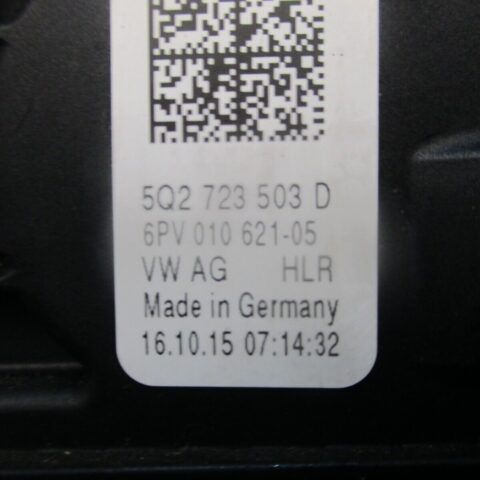 5Q2 723 503 D
6PV 010 621-05
VW AG HLR
Made in Germany
16.10.15 07:14:32